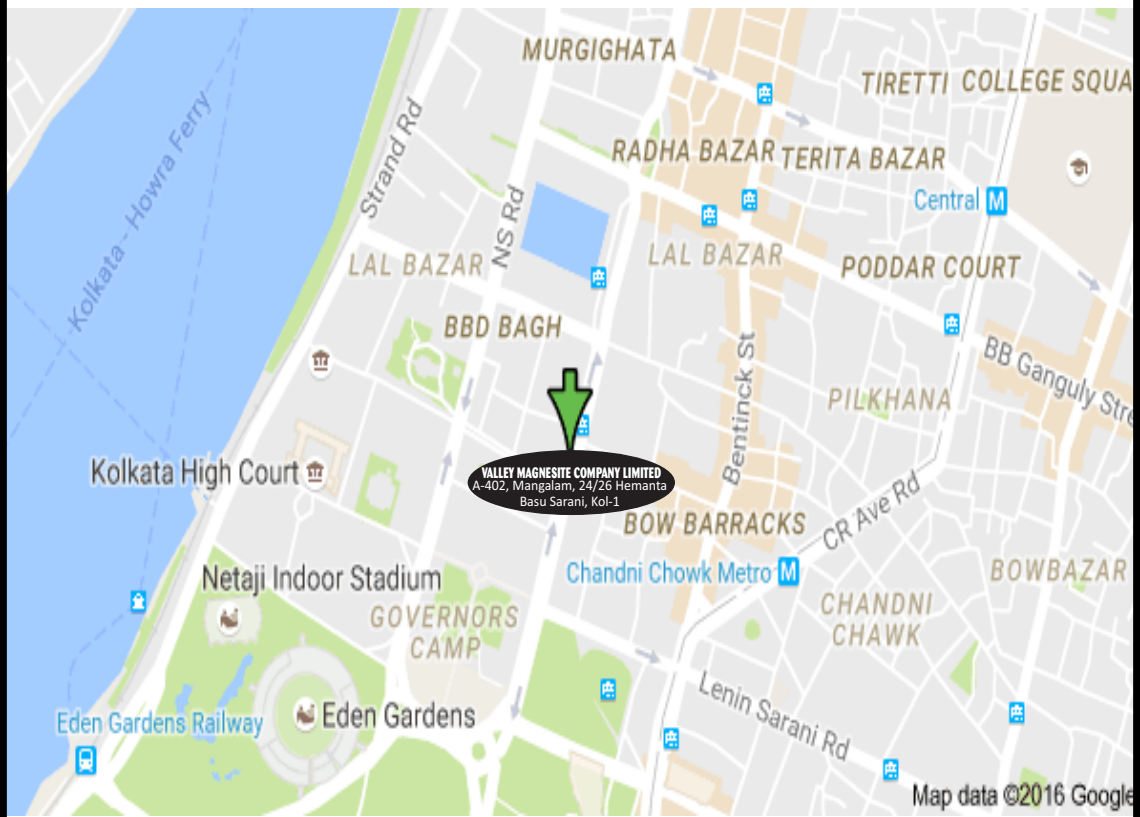 MURGIGHATA
TIRETTI
COLLEGE SQUA
Kolkata - Howra Ferry
Strand Rd
RADHA BAZAR
TERITA BAZAR
Central M
NS Rd
LAL BAZAR
LAL BAZAR
PODDAR COURT
BBD BAGH
BB Ganguly Stre
Bentinck St
PILKHANA
Kolkata High Court
VALLEY MAGNESITE COMPANY LIMITED
A-402, Mangalam, 24/26 Hemanta
Basu Sarani, Kol-1
BOW BARRACKS
CR Ave Rd
Netaji Indoor Stadium
Chandni Chowk Metro M
BOWBAZAR
GOVERNORS
CAMP
CHANDNI
CHAWK
Lenin Sarani Rd
Eden Gardens Railway
Eden Gardens
Map data ©2016 Google